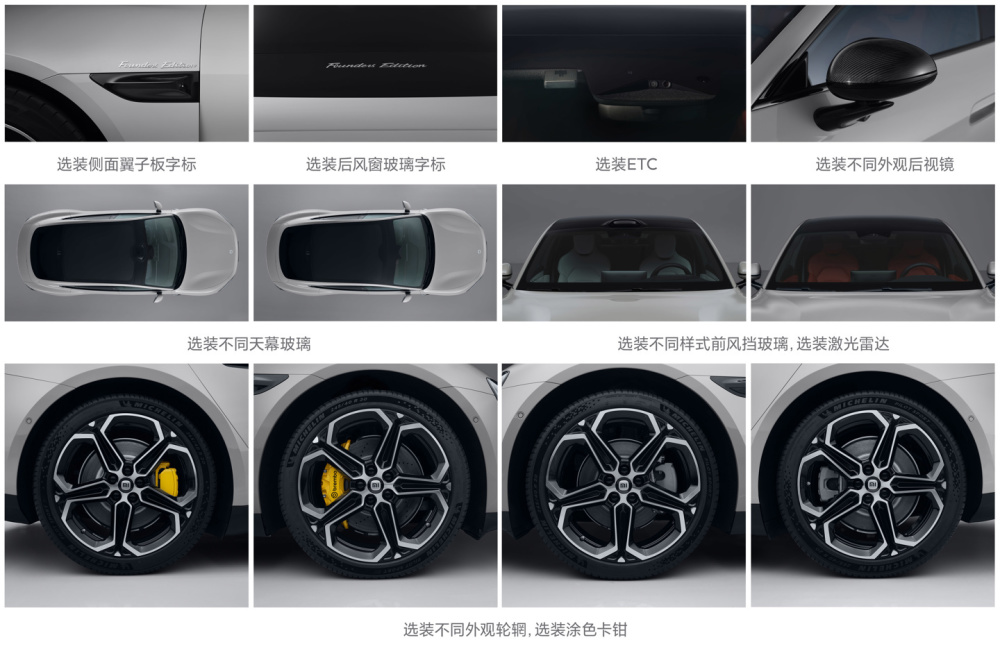 Founders Edition
Founders Edition
选装侧面翼子板字标
选装后风窗玻璃字标
选装ETC
选装不同外观后视镜
选装不同天幕玻璃
选装不同样式前风挡玻璃, 选装激光雷达
MICHELIN
MICHELIN
brembo
MICHELIN
MICHELIN
选装不同外观轮辋, 选装涂色卡钳